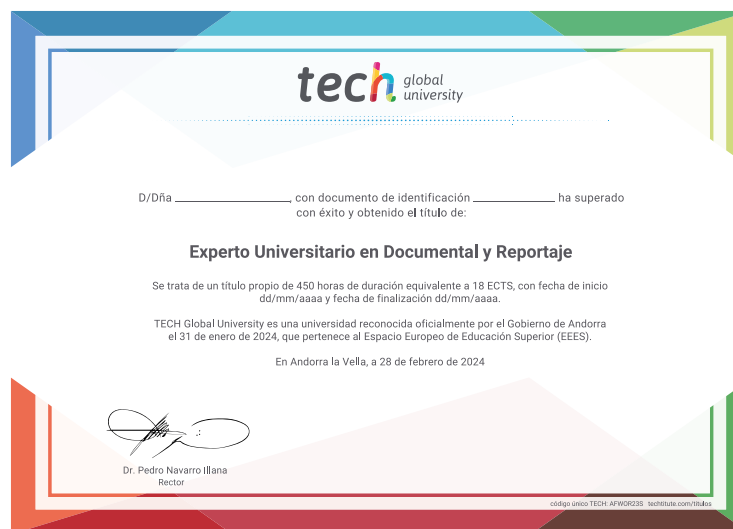 tech global university
D/Dña ____________________, con documento de identificación ______________ ha superado
con éxito y obtenido el título de:
Experto Universitario en Documental y Reportaje
Se trata de un título propio de 450 horas de duración equivalente a 18 ECTS, con fecha de inicio
dd/mm/aaaa y fecha de finalización dd/mm/aaaa.
TECH Global University es una universidad reconocida oficialmente por el Gobierno de Andorra
el 31 de enero de 2024, que pertenece al Espacio Europeo de Educación Superior (EEES).
En Andorra la Vella, a 28 de febrero de 2024
Dr. Pedro Navarro Illana
Rector
código único TECH: AFWOR23S techtitute.com/titulos